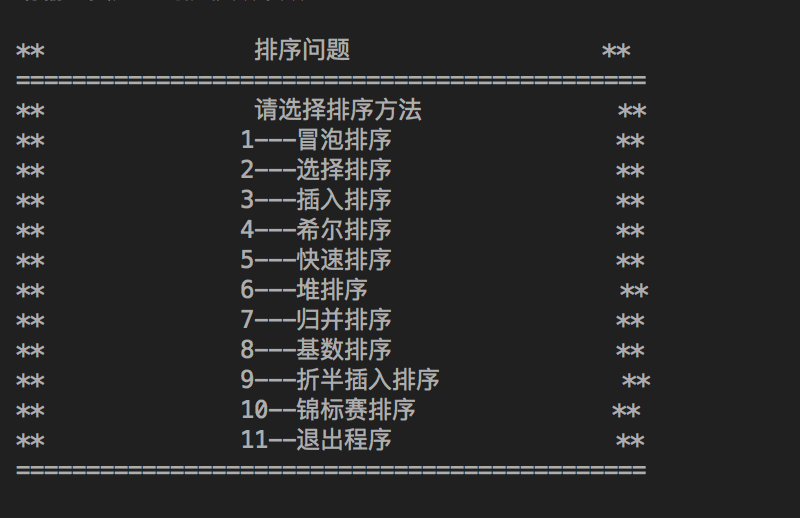 ** 排序问题 **
=============================================
** 请选择排序方法 **
** 1---冒泡排序 **
** 2---选择排序 **
** 3---插入排序 **
** 4---希尔排序 **
** 5---快速排序 **
** 6---堆排序 **
** 7---归并排序 **
** 8---基数排序 **
** 9---折半插入排序 **
** 10--锦标赛排序 **
** 11--退出程序 **
=============================================